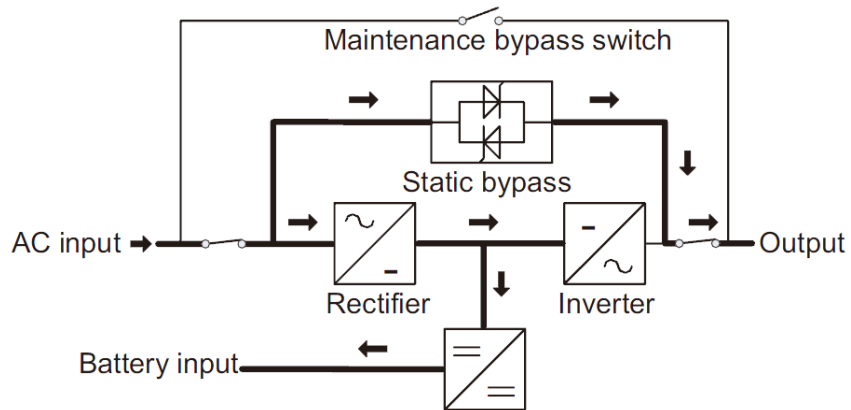 Maintenance bypass switch
Static bypass
AC input
Output
Rectifier
Inverter
Battery input